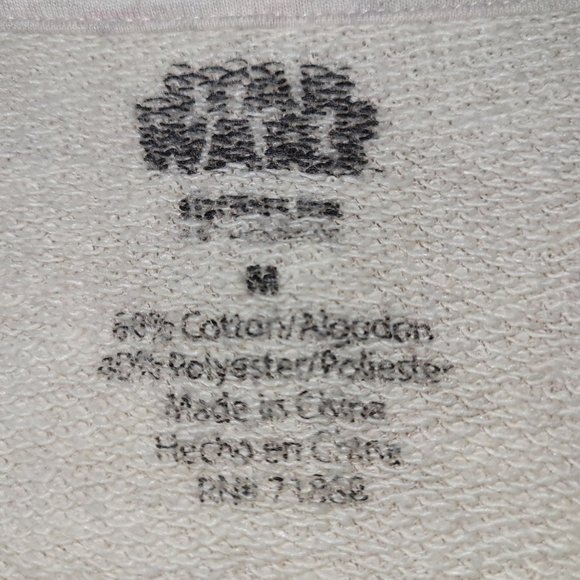 STAR
WARS
M
60% Cotton/Algodon
40% Polyester/Poliester
Made in China
Hecho en China
RN# 71868